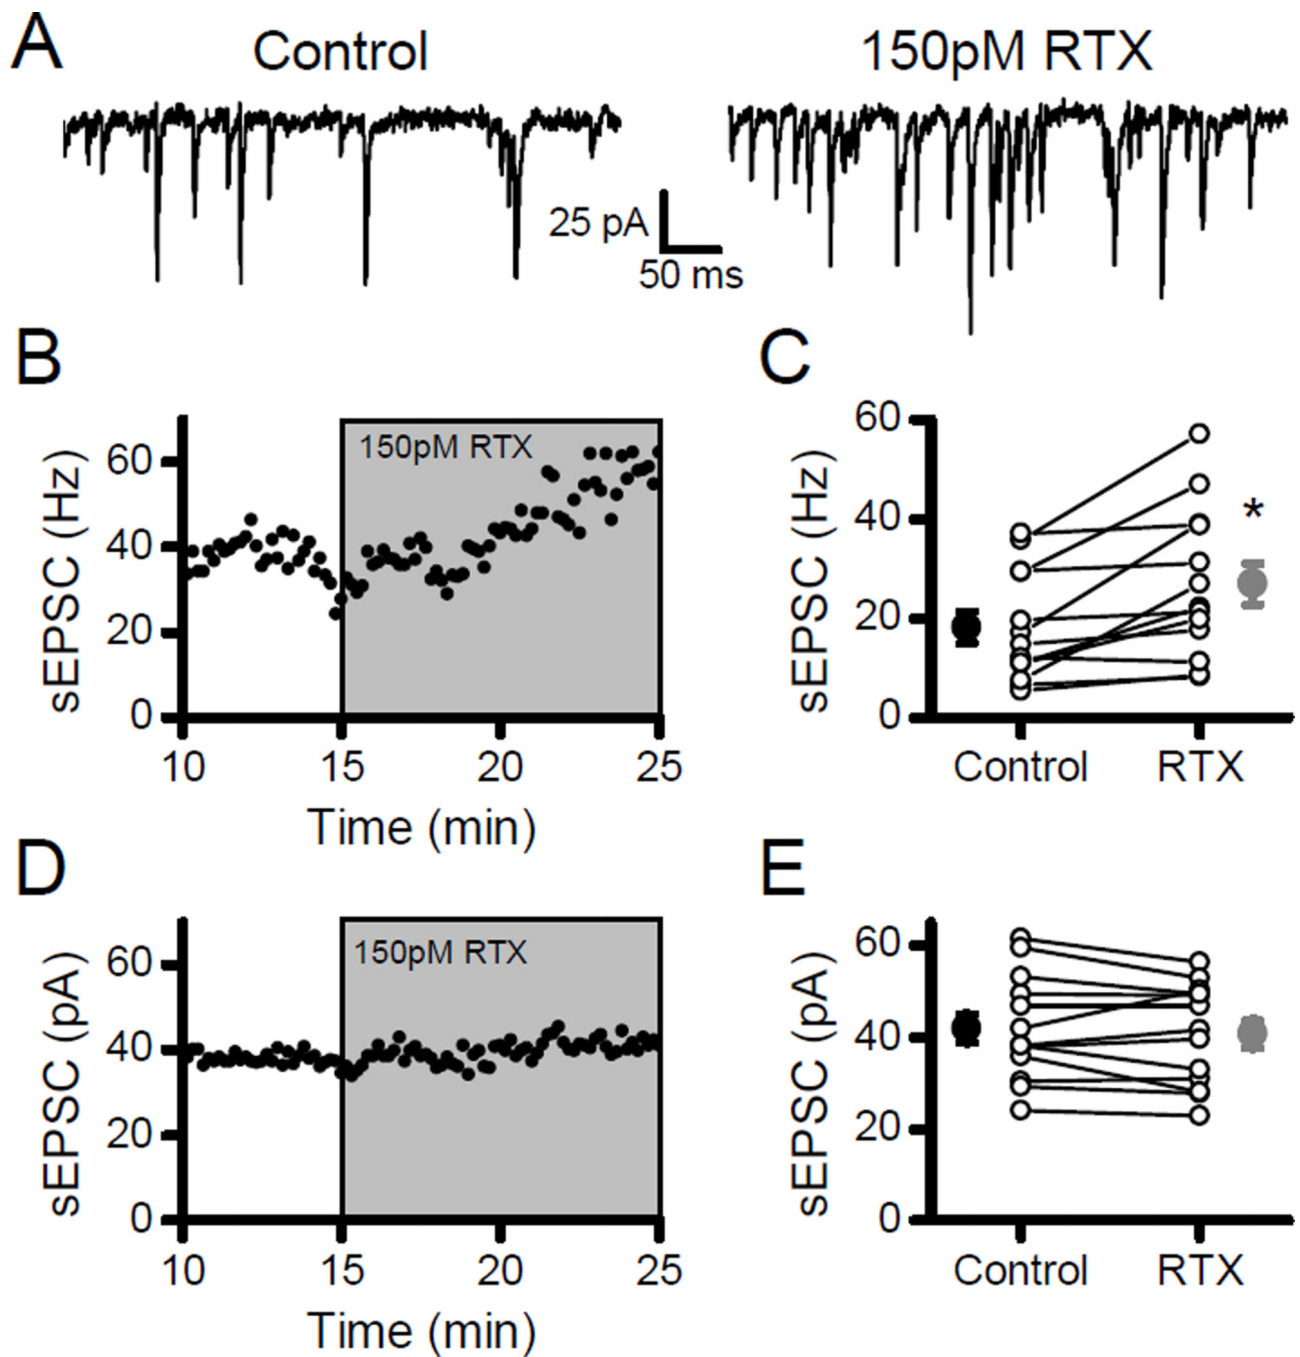 A
Control
150pM RTX
25 pA
50 ms
B
sEPSC (Hz)
60
40
20
0
150pM RTX
10 15 20 25
Time (min)
C
sEPSC (Hz)
60
40
20
0
*
Control RTX
D
sEPSC (pA)
60
40
20
0
150pM RTX
10 15 20 25
Time (min)
E
sEPSC (pA)
60
40
20
0
Control RTX